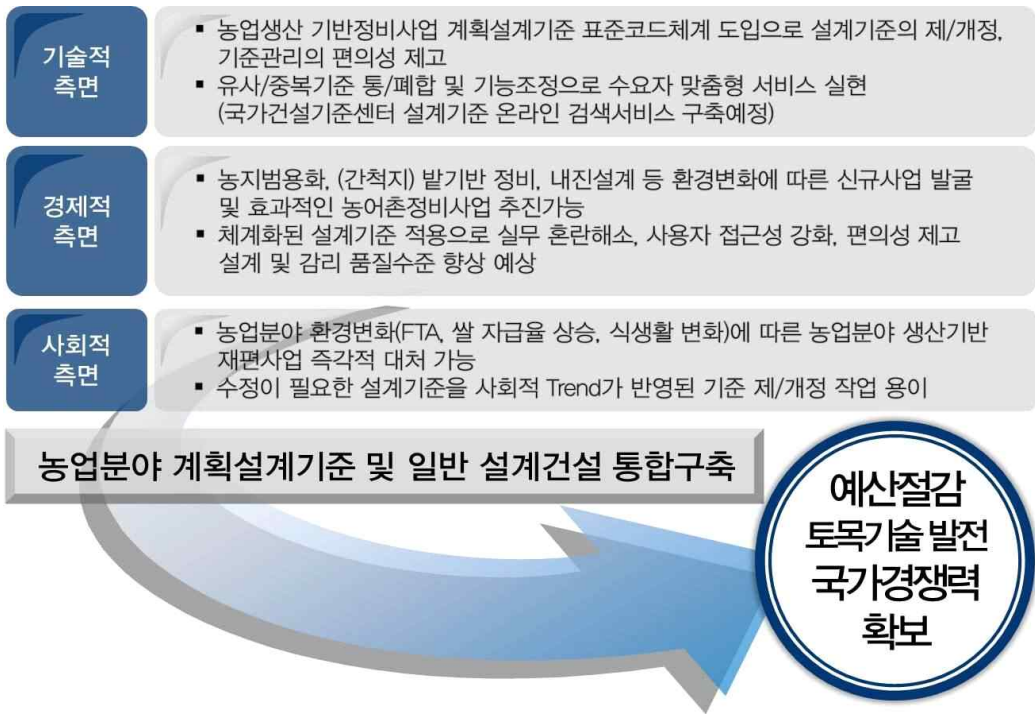 기술적
측면
▪ 농업생산 기반정비사업 계획설계기준 표준코드체계 도입으로 설계기준의 제/개정,
기준관리의 편의성 제고
▪ 유사/중복기준 통/폐합 및 기능조정으로 수요자 맞춤형 서비스 실현
(국가건설기준센터 설계기준 온라인 검색서비스 구축예정)
경제적
측면
▪ 농지범용화, (간척지) 밭기반 정비, 내진설계 등 환경변화에 따른 신규사업 발굴
및 효과적인 농어촌정비사업 추진가능
▪ 체계화된 설계기준 적용으로 실무 혼란해소, 사용자 접근성 강화, 편의성 제고
설계 및 감리 품질수준 향상 예상
사회적
측면
▪ 농업분야 환경변화(FTA, 쌀 자급율 상승, 식생활 변화)에 따른 농업분야 생산기반
재편사업 즉각적 대처 가능
▪ 수정이 필요한 설계기준을 사회적 Trend가 반영된 기준 제/개정 작업 용이
농업분야 계획설계기준 및 일반 설계건설 통합구축
예산절감
토목기술 발전
국가경쟁력
확보